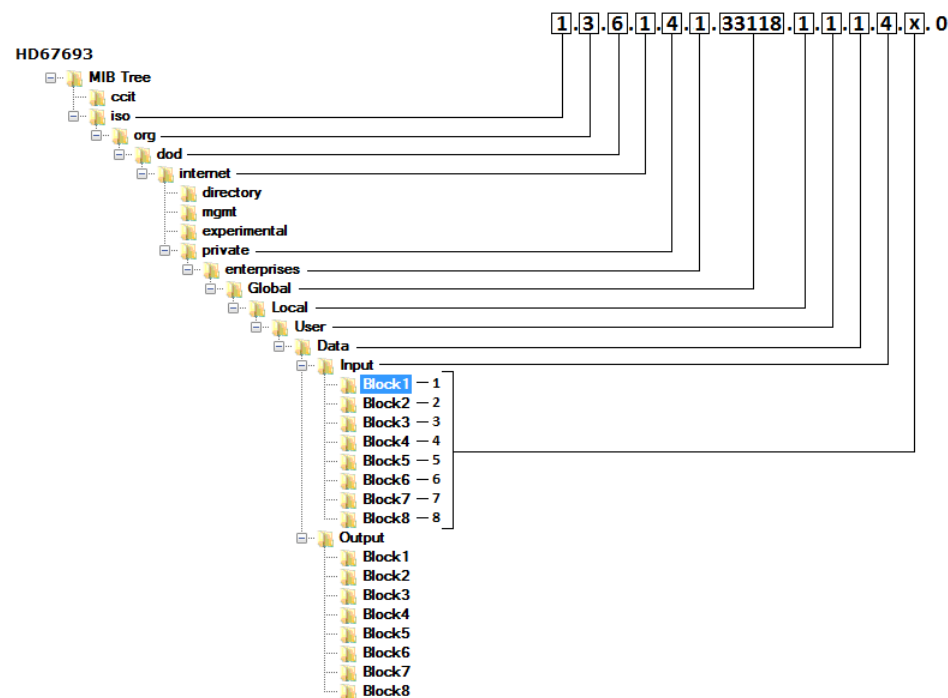 1.3.6.1.4.1.33118.1.1.1.4.x.0
HD67693
MIB Tree
ccit
iso
org
dod
internet
directory
mgmt
experimental
private
enterprises
Global
Local
User
Data
Input
Block1 — 1
Block2 — 2
Block3 — 3
Block4 — 4
Block5 — 5
Block6 — 6
Block7 — 7
Block8 — 8
Output
Block1
Block2
Block3
Block4
Block5
Block6
Block7
Block8